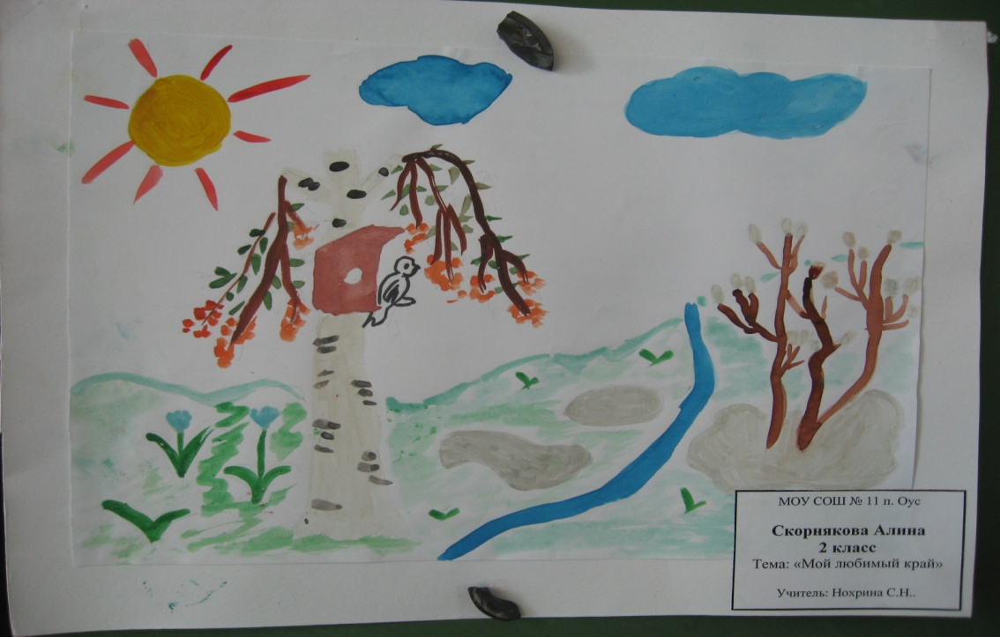 МОУ СОШ № 11 п. Оус
Скорнякова Алина
2 класс
Тема: «Мой любимый край»
Учитель: Нохрина С.Н..